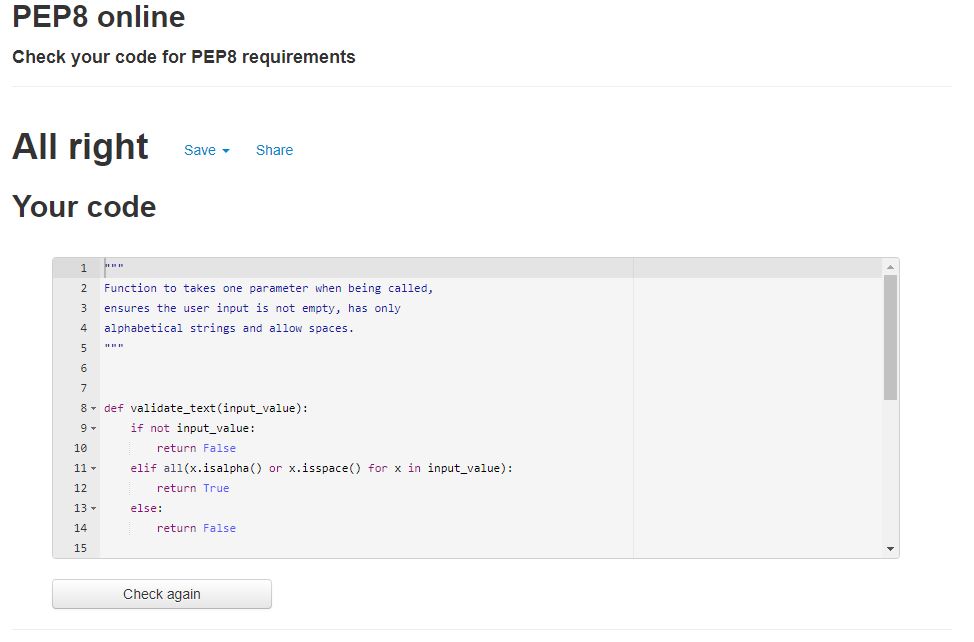 PEP8 online
Check your code for PEP8 requirements
All right Save Share
Your code
1 """
2 Function to takes one parameter when being called,
3 ensures the user input is not empty, has only
4 alphabetical strings and allow spaces.
5 """
6
7
8 def validate_text(input_value):
9     if not input_value:
10         return False
11     elif all(x.isalpha() or x.isspace() for x in input_value):
12         return True
13     else:
14         return False
15
Check again